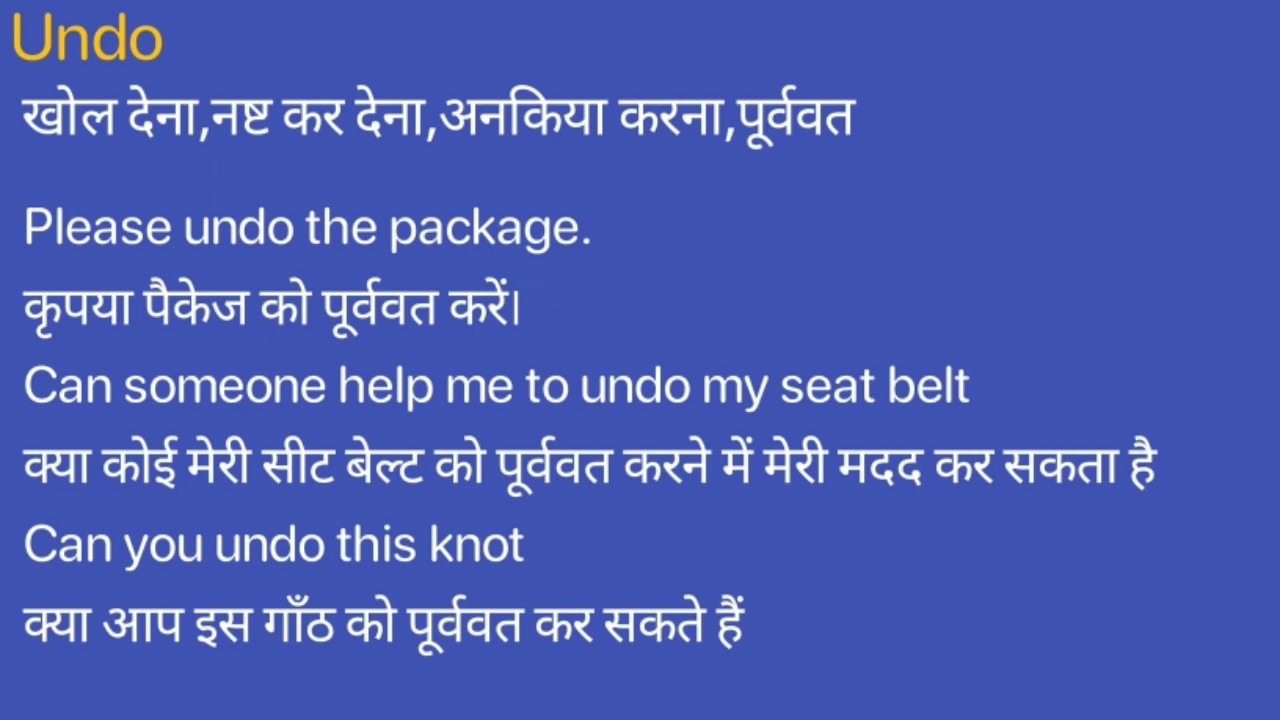 Undo
खोल देना,नष्ट कर देना,अनकिया करना,पूर्ववत
Please undo the package.
कृपया पैकेज को पूर्ववत करें।
Can someone help me to undo my seat belt
क्या कोई मेरी सीट बेल्ट को पूर्ववत करने में मेरी मदद कर सकता है
Can you undo this knot
क्या आप इस गाँठ को पूर्ववत कर सकते हैं